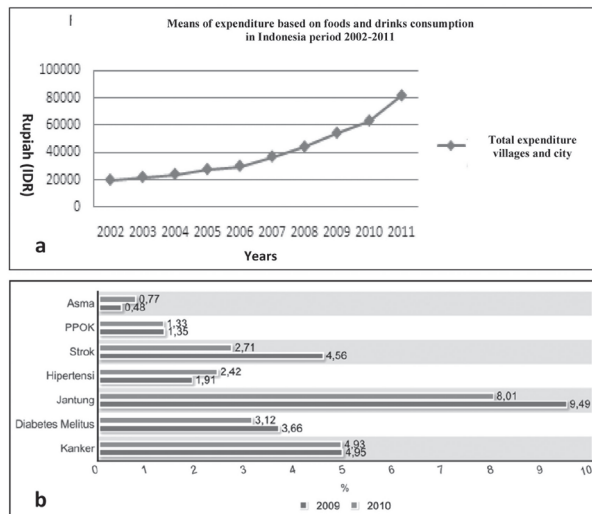 Means of expenditure based on foods and drinks consumption
in Indonesia period 2002-2011
100000
80000
60000
40000
20000
0
Rupiah (IDR)
2002 2003 2004 2005 2006 2007 2008 2009 2010 2011
Years
Total expenditure
villages and city
a
Asma
0,77
0,48
PPOK
1,33
1,35
Strok
2,71
4,56
Hipertensi
2,42
1,91
Jantung
8,01
9,49
Diabetes Melitus
3,12
3,66
Kanker
4,93
4,95
0 1 2 3 4 5 6 7 8 9 10
%
2009 2010
b